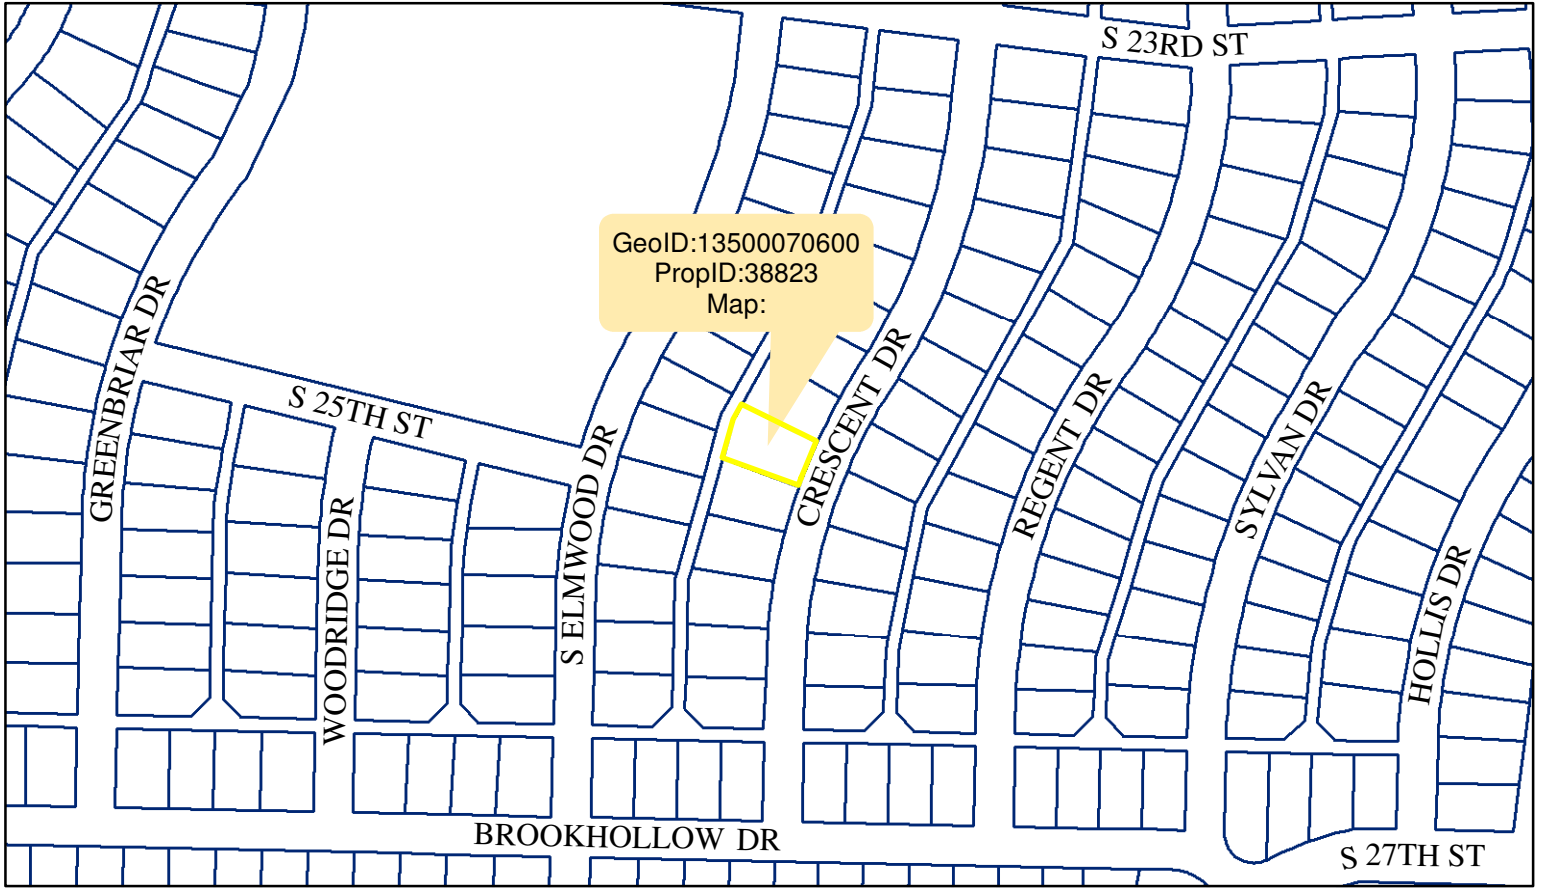 S 23RD ST
GeoID:13500070600
PropID:38823
Map:
GREENBRIAR DR
S 25TH ST
CRESCENT DR
REGENT DR
SYLVAN DR
S ELMWOOD DR
WOODRIDGE DR
HOLLIS DR
BROOKHOLLOW DR
S 27TH ST